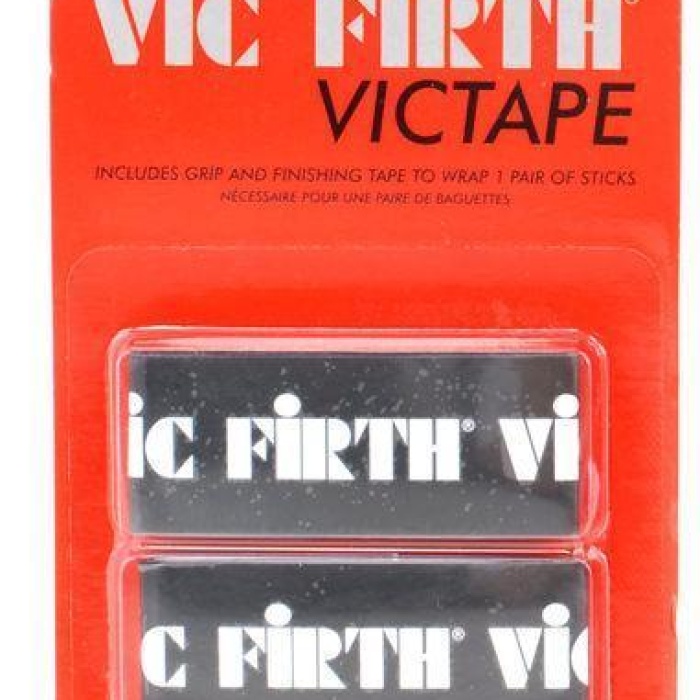 VIC FIRTH®
VICTAPE
INCLUDES GRIP AND FINISHING TAPE TO WRAP 1 PAIR OF STICKS
NÉCESSAIRE POUR UNE PAIRE DE BAGUETTES
iC FiRTH® Vi
C FiRTH® ViC